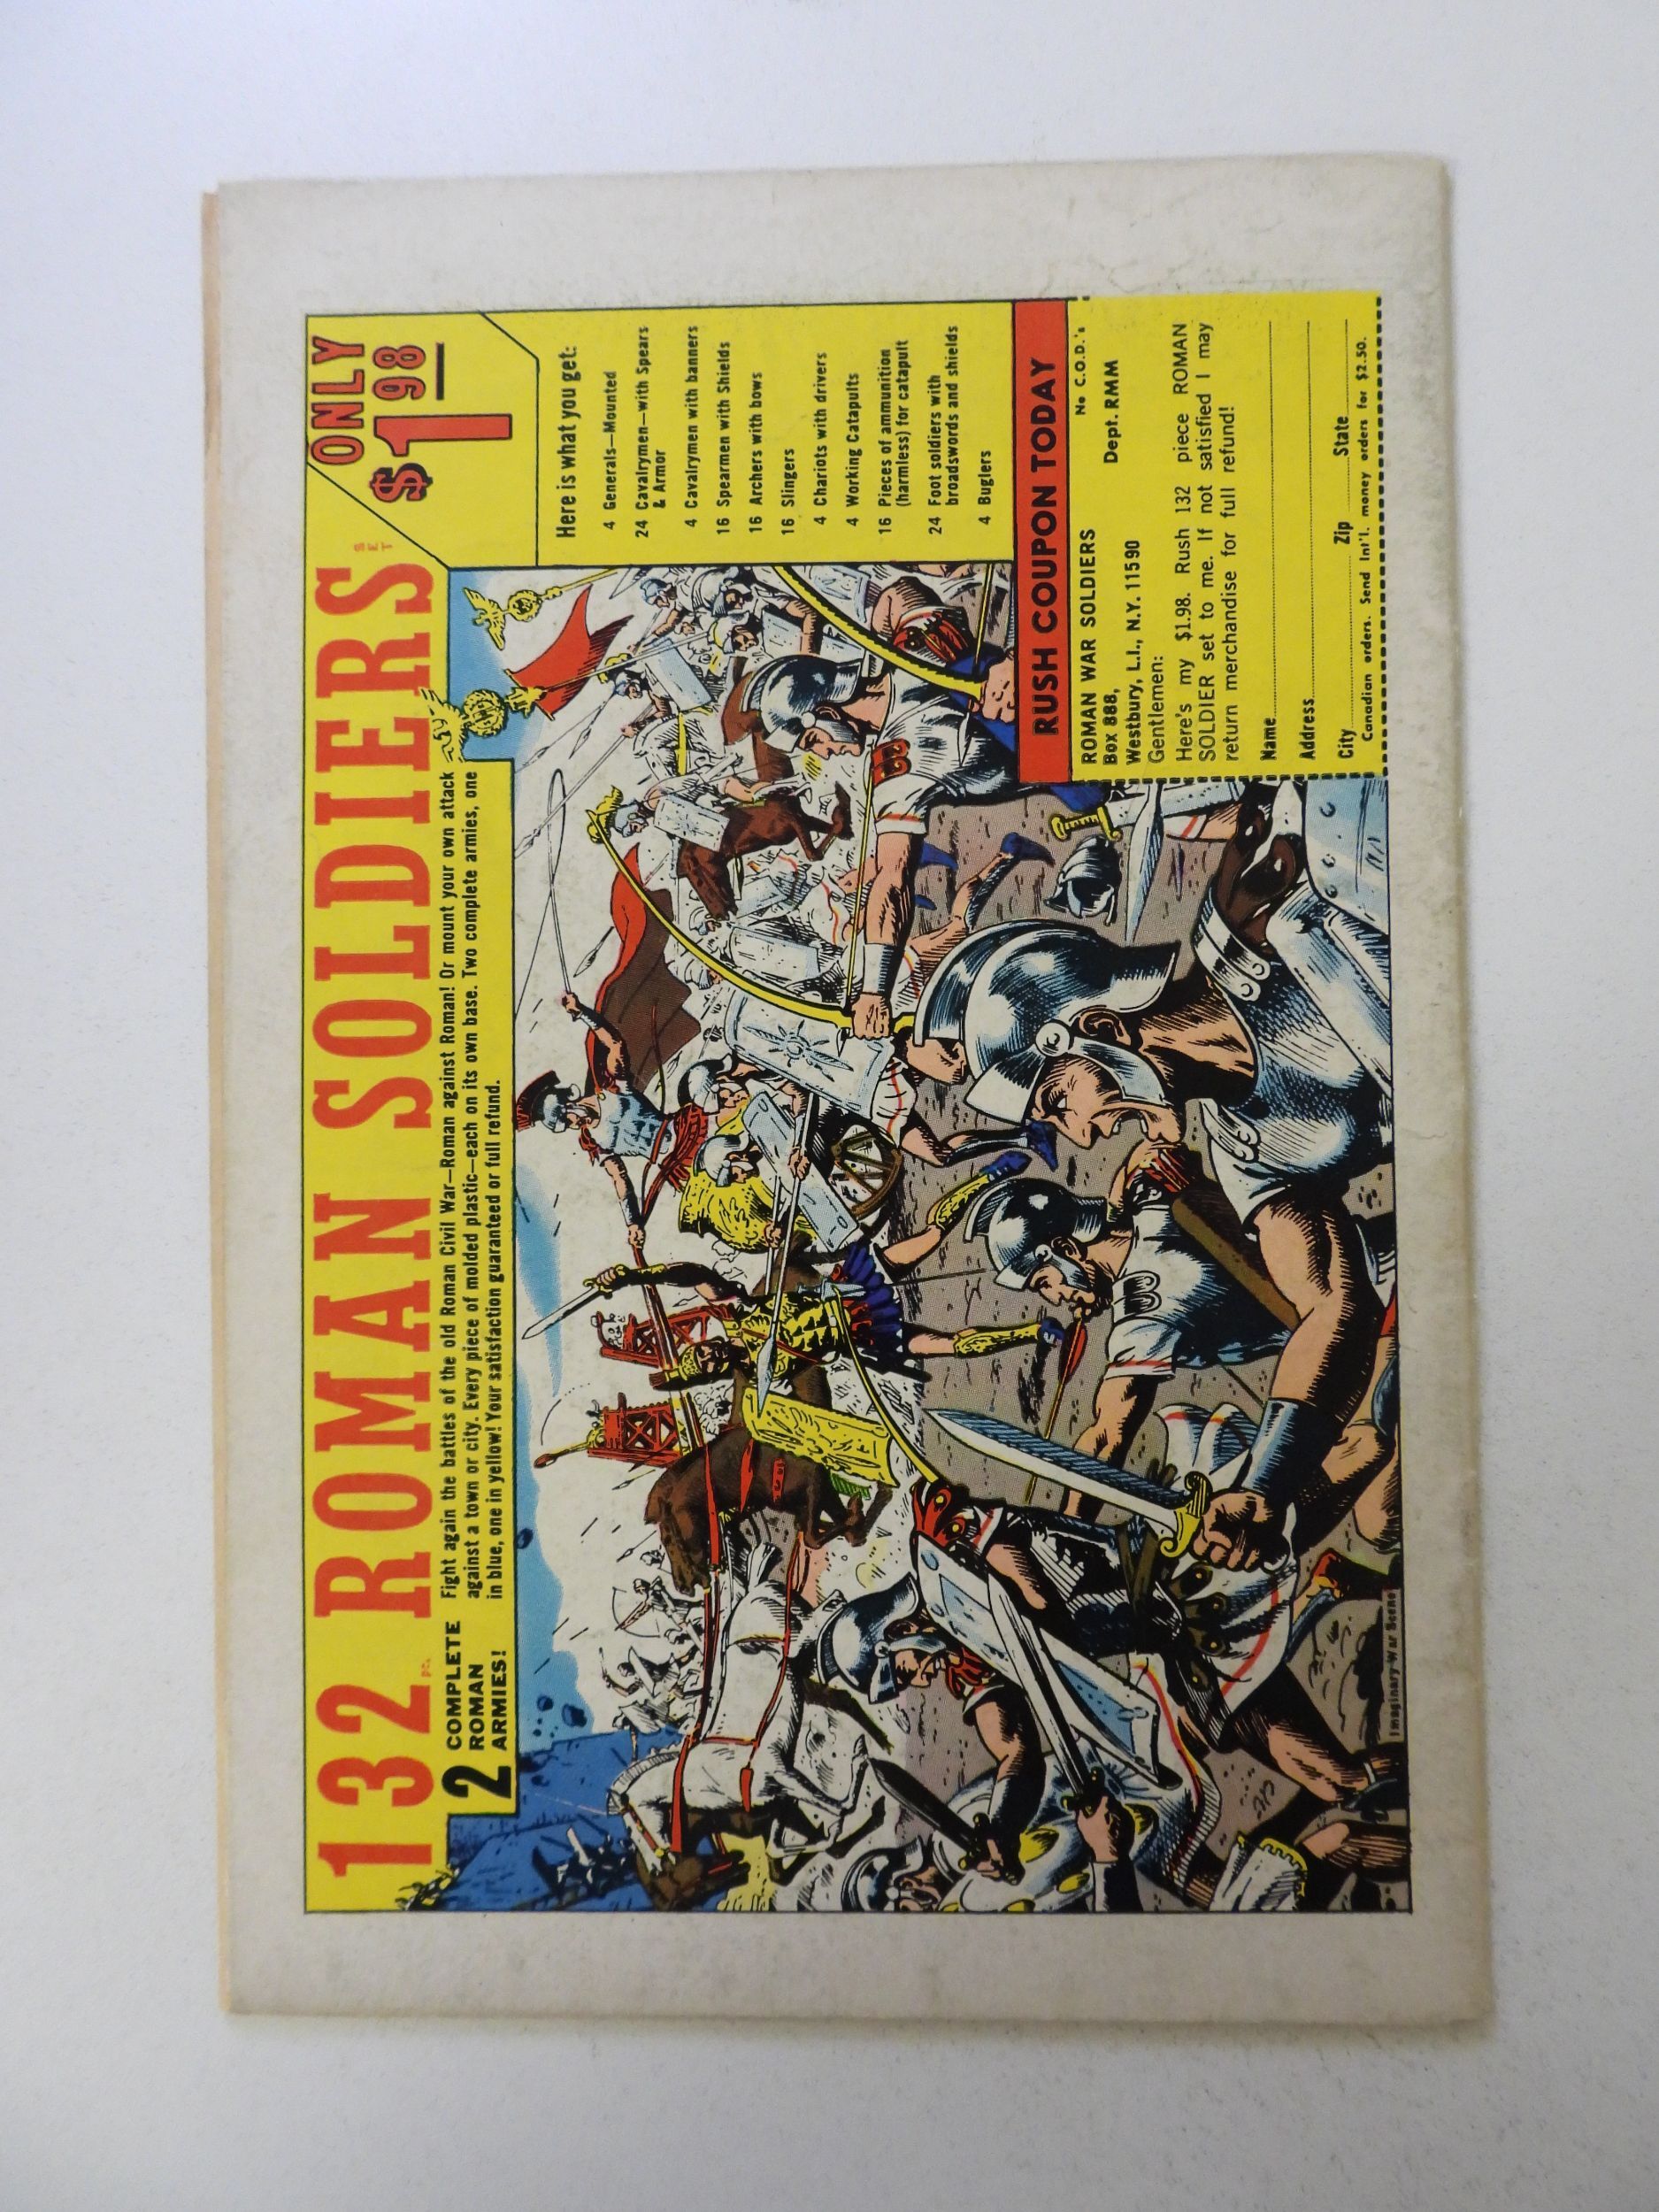 132 pc. ROMAN SOLDIERS SET
ONLY
$1.98
2 COMPLETE
ROMAN
ARMIES!
Fight again the battles of the old Roman Civil War—Roman against Roman! Or mount your own attack
against a town or city. Every piece of molded plastic—each on its own base. Two complete armies, one
in blue, one in yellow! Your satisfaction guaranteed or full refund.
Here is what you get:
4 Generals—Mounted
24 Cavalrymen—with Spears
& Armor
4 Cavalrymen with banners
16 Spearmen with Shields
16 Archers with bows
16 Slingers
4 Chariots with drivers
4 Working Catapults
16 Pieces of ammunition
(harmless) for catapult
24 Foot soldiers with
broadswords and shields
4 Buglers
RUSH COUPON TODAY
No C.O.D.'s
ROMAN WAR SOLDIERS
Box 888, Dept. RMM
Westbury, L.I., N.Y. 11590
Gentlemen:
Here's my $1.98. Rush 132 piece ROMAN
SOLDIER set to me. If not satisfied I may
return merchandise for full refund!
Name
Address
City Zip State
Canadian orders. Send Int'l. money orders for $2.50.
Imaginary War Scene